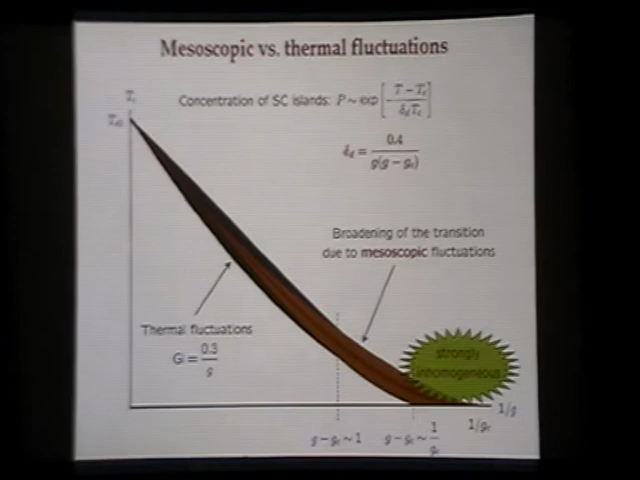 Mesoscopic vs. thermal fluctuations
Concentration of SC islands: P ~ exp[ T − Tc / δd Tc ]
Tc
Tc0
δd = 0.4 / g(g − gc)
Broadening of the transition
due to mesoscopic fluctuations
Thermal fluctuations
Gi = 0.3 / g
strongly
inhomogeneous
1/g
1/gc
g − gc ~ 1
g − gc ~ 1 / gc